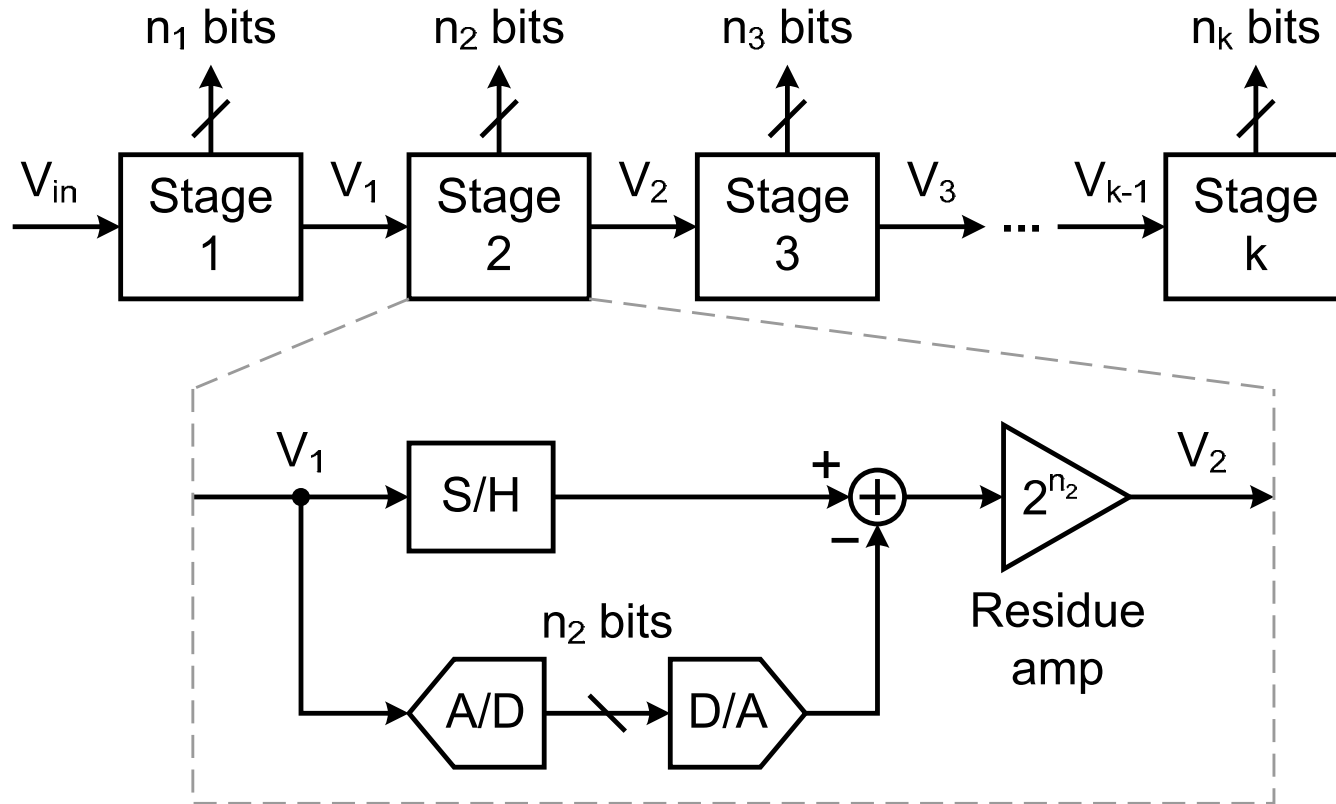 n₁ bits
n₂ bits
n₃ bits
nₖ bits
Vin
Stage
1
V₁
Stage
2
V₂
Stage
3
V₃
...
Vk-1
Stage
k
V₁
S/H
+
−
2ⁿ²
V₂
Residue
amp
n₂ bits
A/D
D/A